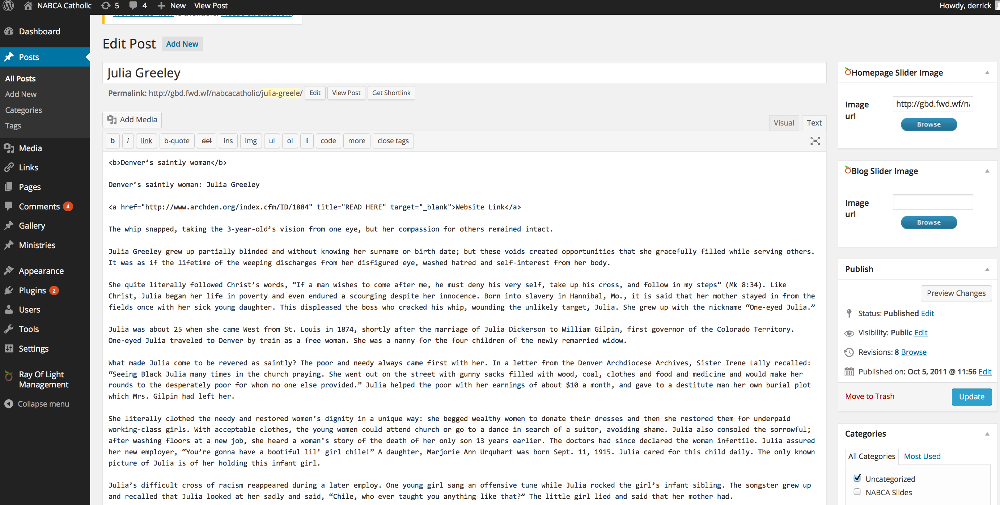 NABCA Catholic 5 4 New View Post Howdy, derrick
Please update now.
Dashboard
Edit Post Add New
Posts
Julia Greeley
All Posts
Add New
Categories
Tags
Permalink: http://gbd.fwd.wf/nabcacatholic/julia-greele/ Edit View Post Get Shortlink
Add Media
Visual Text
b i link b-quote del ins img ul ol li code more close tags
Media
Links
Pages
Comments 4
Gallery
Ministries
Appearance
Plugins 2
Users
Tools
Settings
Ray Of Light
Management
Collapse menu
<b>Denver’s saintly woman</b>
Denver’s saintly woman: Julia Greeley
<a href="http://www.archden.org/index.cfm/ID/1884" title="READ HERE" target="_blank">Website Link</a>
The whip snapped, taking the 3-year-old’s vision from one eye, but her compassion for others remained intact.
Julia Greeley grew up partially blinded and without knowing her surname or birth date; but these voids created opportunities that she gracefully filled while serving others.
It was as if the lifetime of the weeping discharges from her disfigured eye, washed hatred and self-interest from her body.
She quite literally followed Christ’s words, “If a man wishes to come after me, he must deny his very self, take up his cross, and follow in my steps” (Mk 8:34). Like
Christ, Julia began her life in poverty and even endured a scourging despite her innocence. Born into slavery in Hannibal, Mo., it is said that her mother stayed in from the
fields once with her sick young daughter. This displeased the boss who cracked his whip, wounding the unlikely target, Julia. She grew up with the nickname “One-eyed Julia.”
Julia was about 25 when she came West from St. Louis in 1874, shortly after the marriage of Julia Dickerson to William Gilpin, first governor of the Colorado Territory.
One-eyed Julia traveled to Denver by train as a free woman. She was a nanny for the four children of the newly remarried widow.
What made Julia come to be revered as saintly? The poor and needy always came first with her. In a letter from the Denver Archdiocese Archives, Sister Irene Lally recalled:
“Seeing Black Julia many times in the church praying. She went out on the street with gunny sacks filled with wood, coal, clothes and food and medicine and would make her
rounds to the desperately poor for whom no one else provided.” Julia helped the poor with her earnings of about $10 a month, and gave to a destitute man her own burial plot
which Mrs. Gilpin had left her.
She literally clothed the needy and restored women’s dignity in a unique way: she begged wealthy women to donate their dresses and then she restored them for underpaid
working-class girls. With acceptable clothes, the young women could attend church or go to a dance in search of a suitor, avoiding shame. Julia also consoled the sorrowful;
after washing floors at a new job, she heard a woman’s story of the death of her only son 13 years earlier. The doctors had since declared the woman infertile. Julia assured
her new employer, “You’re gonna have a bootiful lil’ girl chile!” A daughter, Marjorie Ann Urquhart was born Sept. 11, 1915. Julia cared for this child daily. The only known
picture of Julia is of her holding this infant girl.
Julia’s difficult cross of racism reappeared during a later employ. One young girl sang an offensive tune while Julia rocked the girl’s infant sibling. The songster grew up
and recalled that Julia looked at her sadly and said, “Chile, who ever taught you anything like that?” The little girl lied and said that her mother had.
Homepage Slider Image
Image url http://gbd.fwd.wf/na
Browse
Blog Slider Image
Image url
Browse
Publish
Preview Changes
Status: Published Edit
Visibility: Public Edit
Revisions: 8 Browse
Published on: Oct 5, 2011 @ 11:56 Edit
Move to Trash Update
Categories
All Categories Most Used
Uncategorized
NABCA Slides